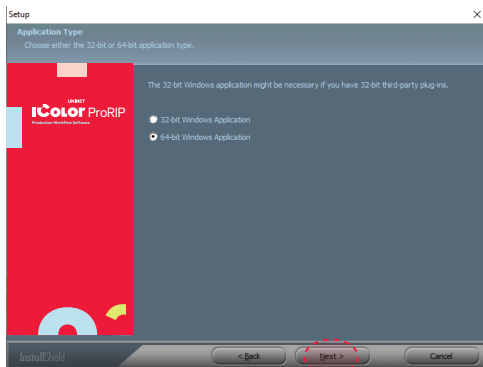 Setup
Application Type
Choose either the 32-bit or 64-bit application type.
The 32-bit Windows application might be necessary if you have 32-bit third-party plug-ins.
UNINET
IColor ProRIP
Production Workflow Software
32-bit Windows Application
64-bit Windows Application
InstallShield
< Back
Next >
Cancel